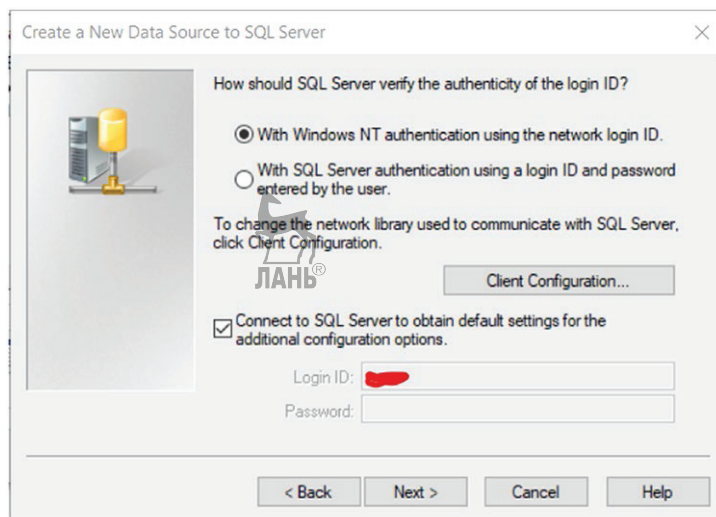 Create a New Data Source to SQL Server
How should SQL Server verify the authenticity of the login ID?
With Windows NT authentication using the network login ID.
With SQL Server authentication using a login ID and password
entered by the user.
To change the network library used to communicate with SQL Server,
click Client Configuration.
ЛАНЬ®
Client Configuration...
Connect to SQL Server to obtain default settings for the
additional configuration options.
Login ID:
Password:
< Back
Next >
Cancel
Help